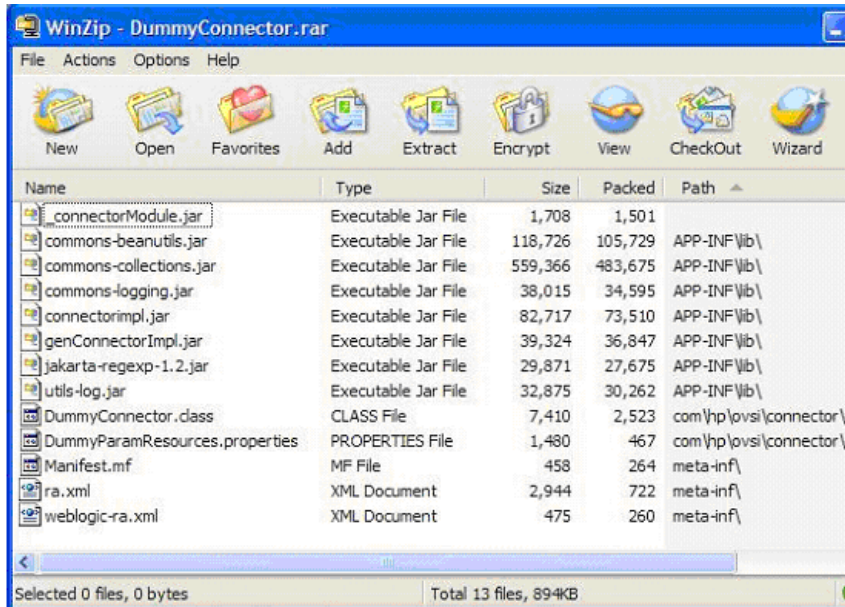 WinZip - DummyConnector.rar
File Actions Options Help
New Open Favorites Add Extract Encrypt View CheckOut Wizard
Name Type Size Packed Path
_connectorModule.jar Executable Jar File 1,708 1,501
commons-beanutils.jar Executable Jar File 118,726 105,729 APP-INF\lib\
commons-collections.jar Executable Jar File 559,366 483,675 APP-INF\lib\
commons-logging.jar Executable Jar File 38,015 34,595 APP-INF\lib\
connectorimpl.jar Executable Jar File 82,717 73,510 APP-INF\lib\
genConnectorImpl.jar Executable Jar File 39,324 36,847 APP-INF\lib\
jakarta-regexp-1.2.jar Executable Jar File 29,871 27,675 APP-INF\lib\
utils-log.jar Executable Jar File 32,875 30,262 APP-INF\lib\
DummyConnector.class CLASS File 7,410 2,523 com\hp\ovsi\connector\
DummyParamResources.properties PROPERTIES File 1,480 467 com\hp\ovsi\connector\
Manifest.mf MF File 458 264 meta-inf\
ra.xml XML Document 2,944 722 meta-inf\
weblogic-ra.xml XML Document 475 260 meta-inf\
Selected 0 files, 0 bytes Total 13 files, 894KB